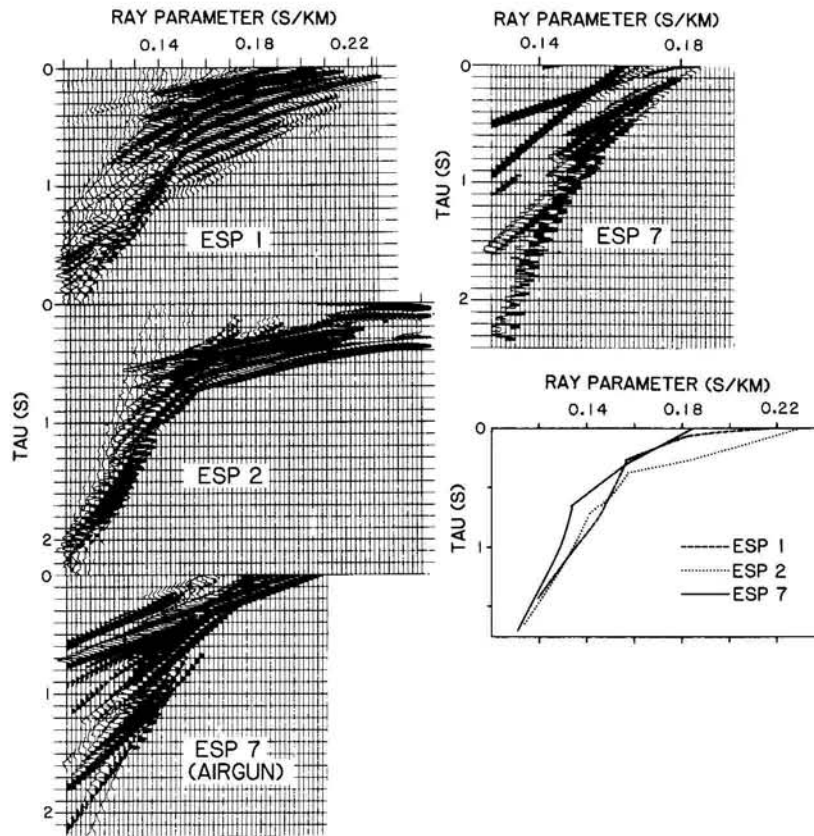 RAY PARAMETER (S/KM)
0.14 0.18 0.22
0
1
TAU (S)
ESP 1
0
1
2
ESP 2
0
1
2
ESP 7
(AIRGUN)
RAY PARAMETER (S/KM)
0.14 0.18
0
1
2
TAU (S)
ESP 7
RAY PARAMETER (S/KM)
0.14 0.18 0.22
0
1
TAU (S)
ESP 1
ESP 2
ESP 7